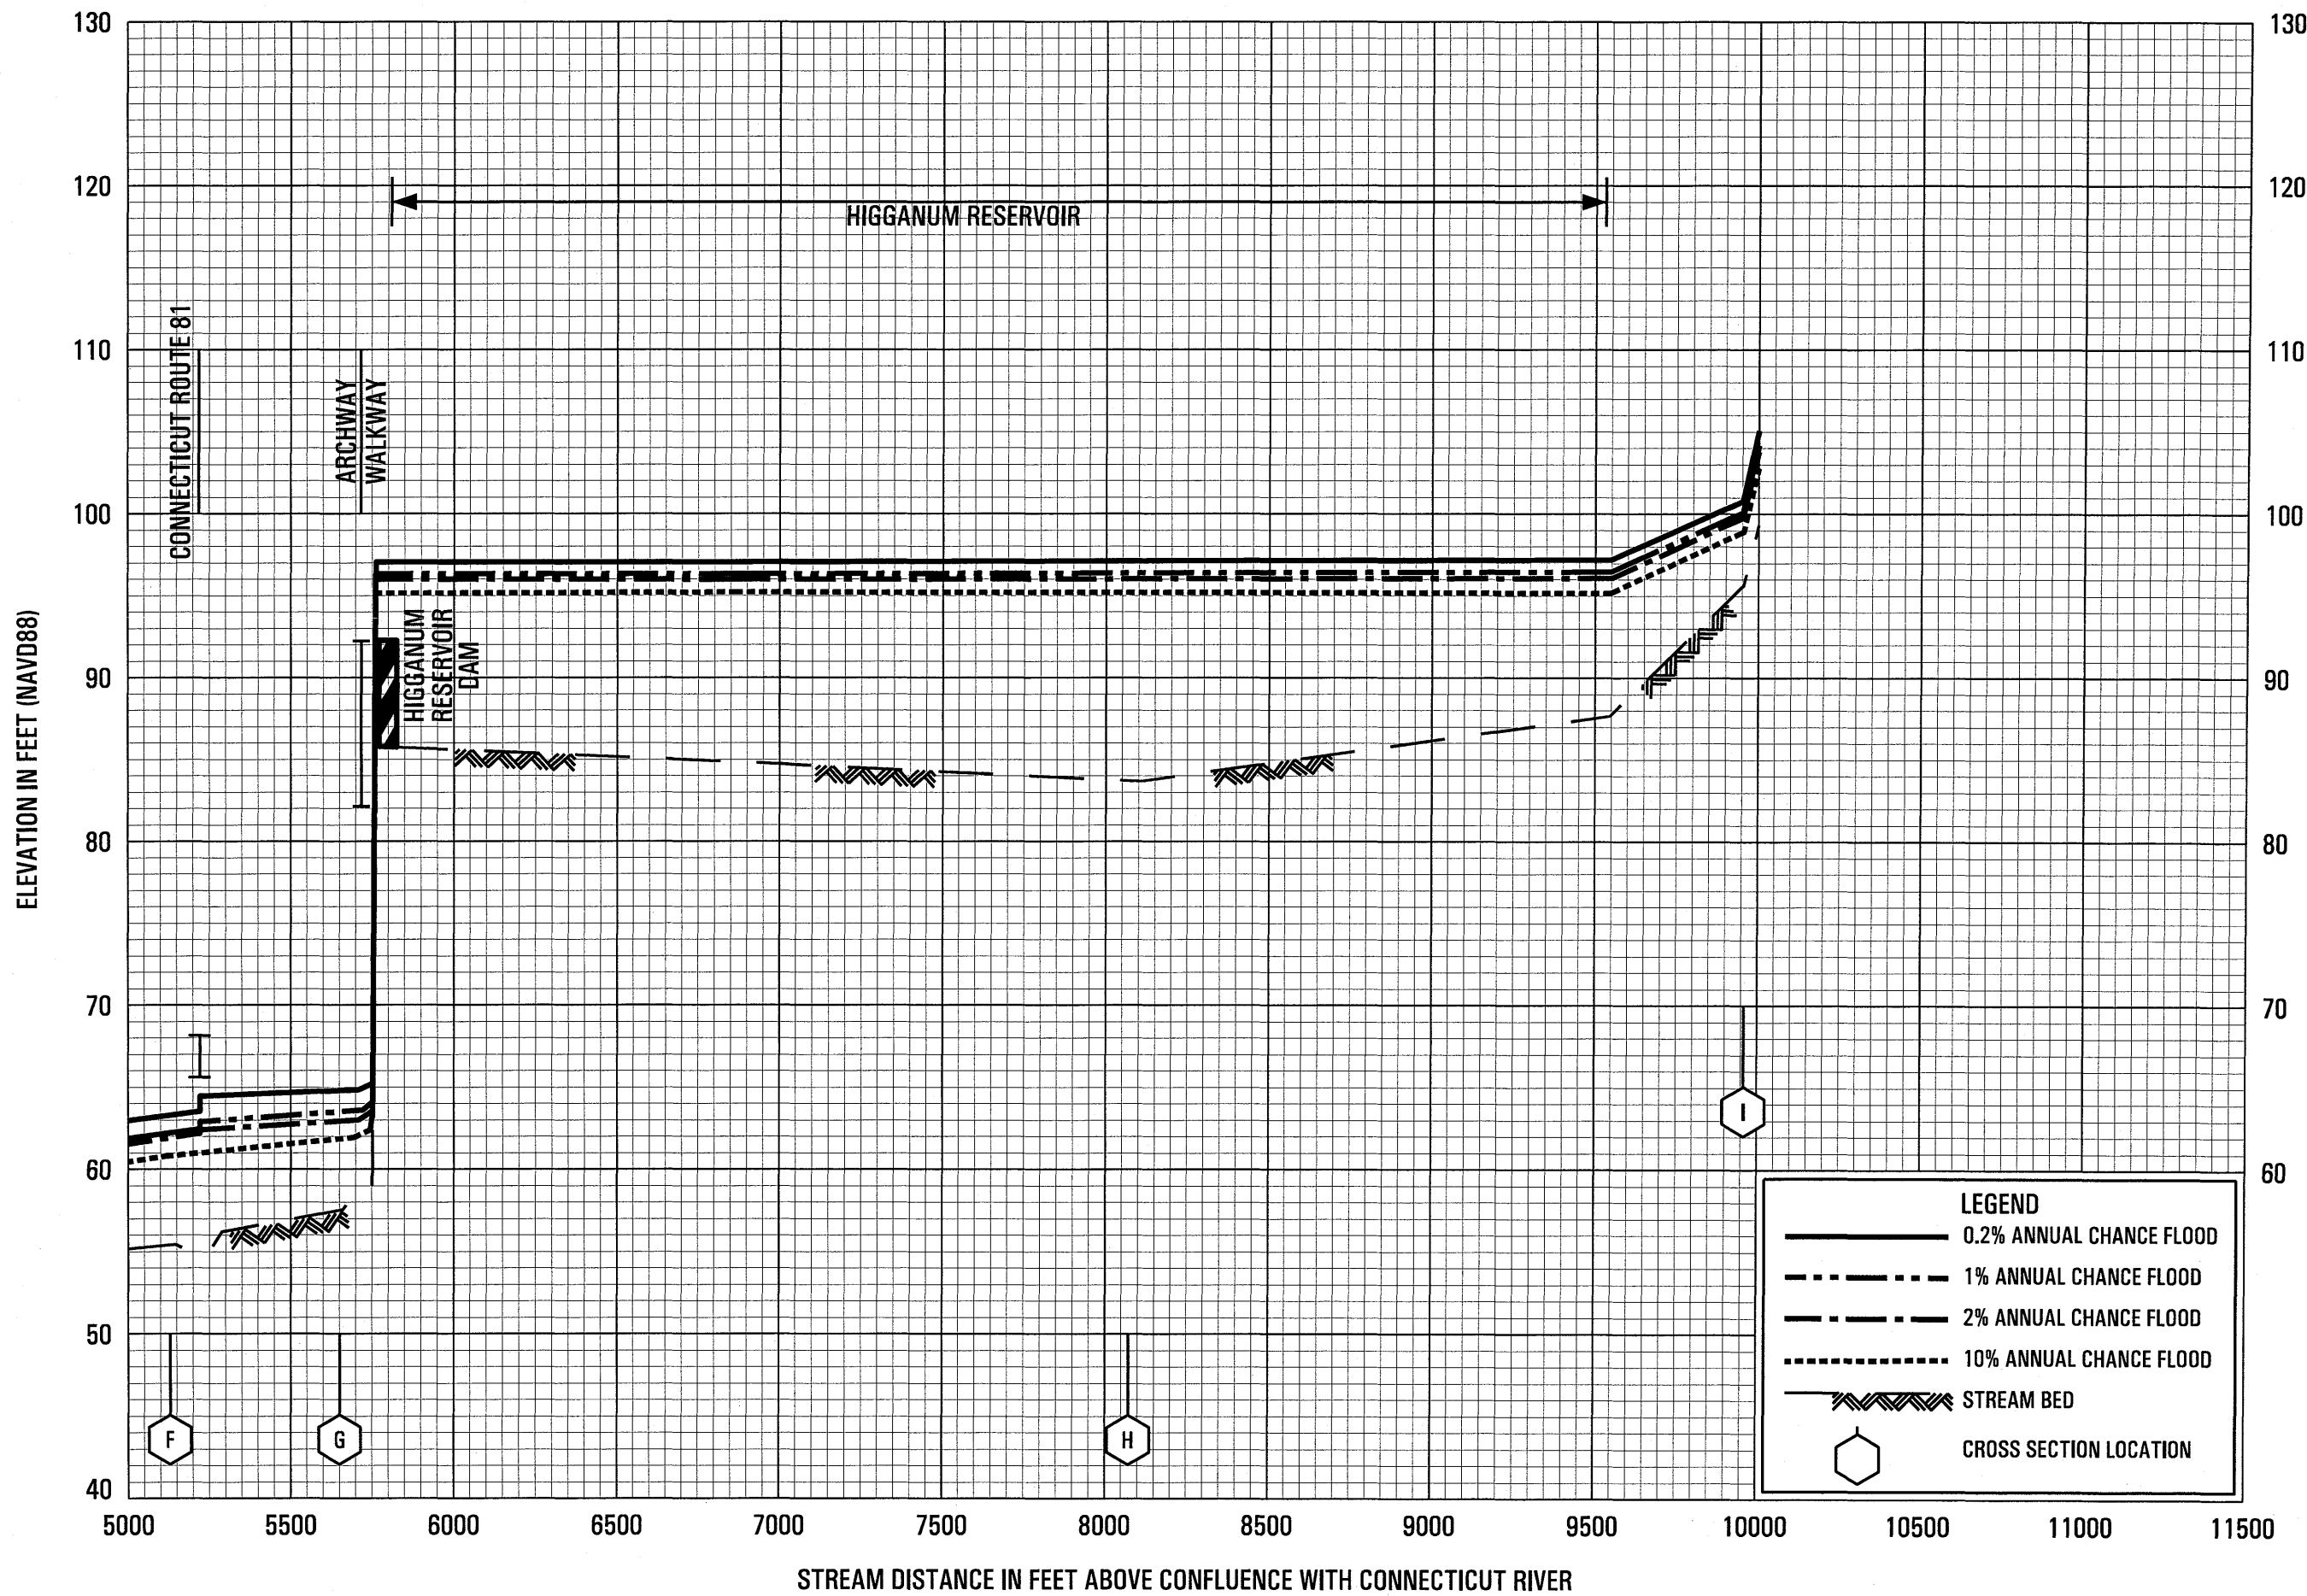 130
120
110
100
90
80
70
60
50
40
130
120
110
100
90
80
70
60
ELEVATION IN FEET (NAVD88)
CONNECTICUT ROUTE 81
ARCHWAY
WALKWAY
HIGGANUM RESERVOIR
HIGGANUM
RESERVOIR
DAM
F
G
H
I
LEGEND
0.2% ANNUAL CHANCE FLOOD
1% ANNUAL CHANCE FLOOD
2% ANNUAL CHANCE FLOOD
10% ANNUAL CHANCE FLOOD
STREAM BED
CROSS SECTION LOCATION
5000 5500 6000 6500 7000 7500 8000 8500 9000 9500 10000 10500 11000 11500
STREAM DISTANCE IN FEET ABOVE CONFLUENCE WITH CONNECTICUT RIVER